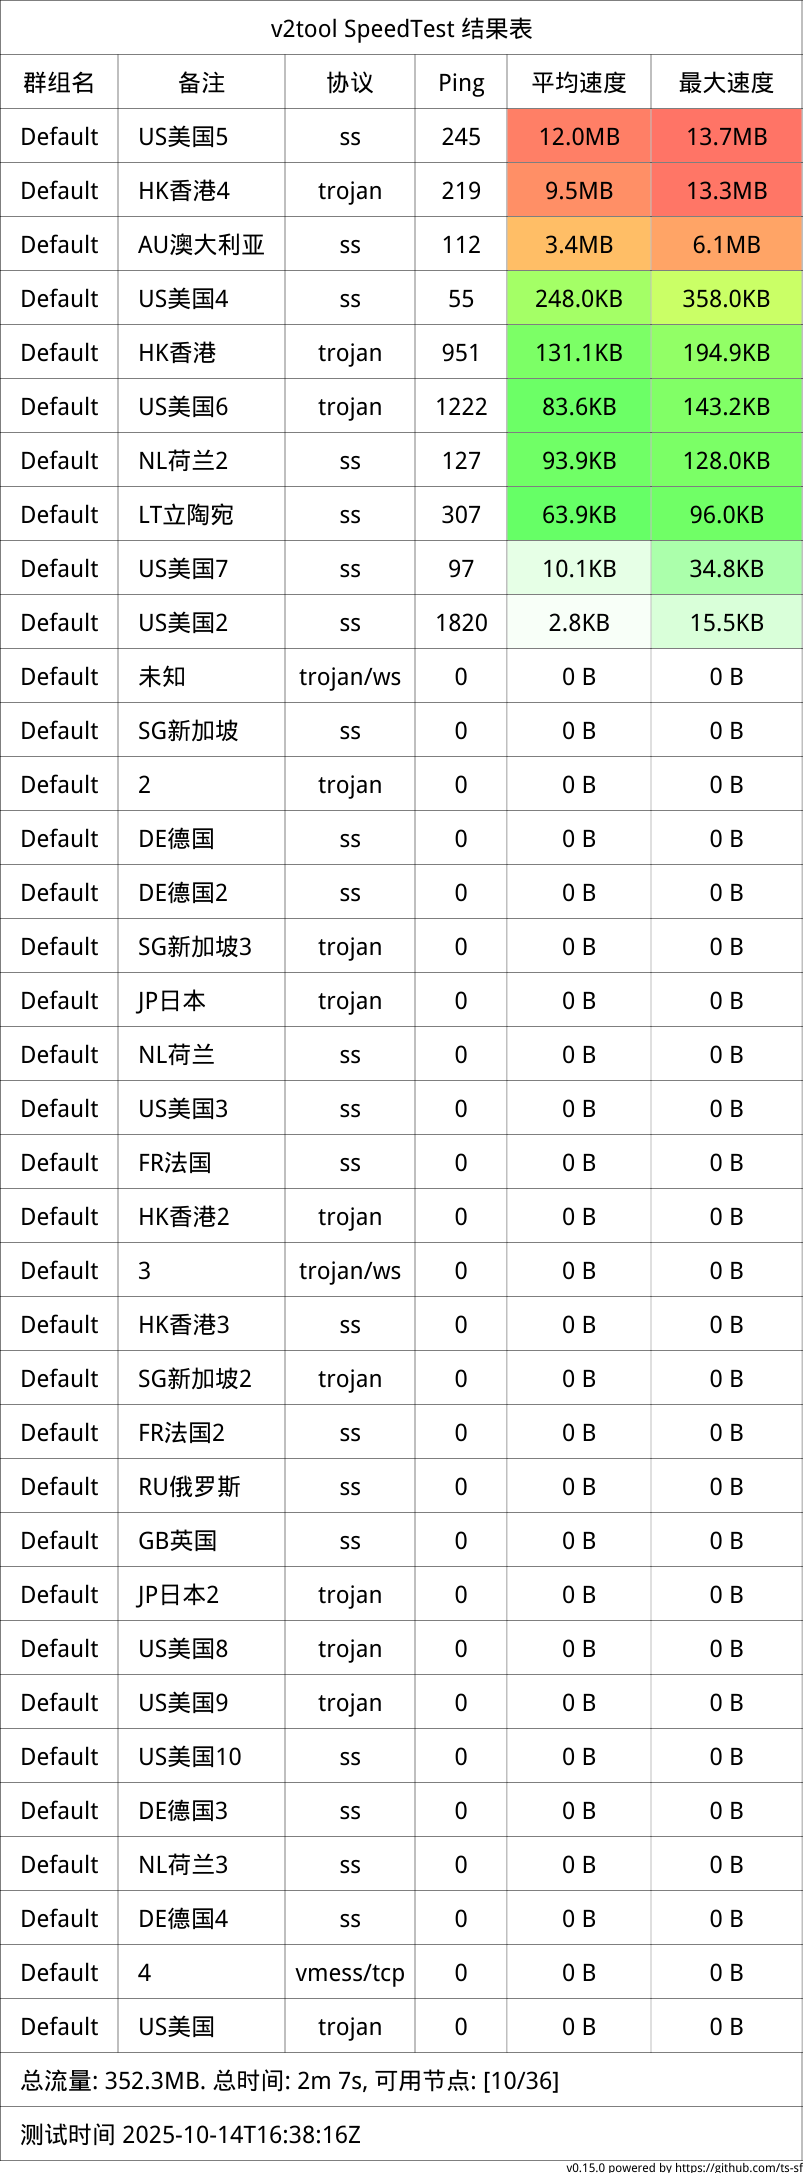 v2tool SpeedTest 结果表
群组名 备注 协议 Ping 平均速度 最大速度
Default US美国5 ss 245 12.0MB 13.7MB
Default HK香港4 trojan 219 9.5MB 13.3MB
Default AU澳大利亚 ss 112 3.4MB 6.1MB
Default US美国4 ss 55 248.0KB 358.0KB
Default HK香港 trojan 951 131.1KB 194.9KB
Default US美国6 trojan 1222 83.6KB 143.2KB
Default NL荷兰2 ss 127 93.9KB 128.0KB
Default LT立陶宛 ss 307 63.9KB 96.0KB
Default US美国7 ss 97 10.1KB 34.8KB
Default US美国2 ss 1820 2.8KB 15.5KB
Default 未知 trojan/ws 0 0 B 0 B
Default SG新加坡 ss 0 0 B 0 B
Default 2 trojan 0 0 B 0 B
Default DE德国 ss 0 0 B 0 B
Default DE德国2 ss 0 0 B 0 B
Default SG新加坡3 trojan 0 0 B 0 B
Default JP日本 trojan 0 0 B 0 B
Default NL荷兰 ss 0 0 B 0 B
Default US美国3 ss 0 0 B 0 B
Default FR法国 ss 0 0 B 0 B
Default HK香港2 trojan 0 0 B 0 B
Default 3 trojan/ws 0 0 B 0 B
Default HK香港3 ss 0 0 B 0 B
Default SG新加坡2 trojan 0 0 B 0 B
Default FR法国2 ss 0 0 B 0 B
Default RU俄罗斯 ss 0 0 B 0 B
Default GB英国 ss 0 0 B 0 B
Default JP日本2 trojan 0 0 B 0 B
Default US美国8 trojan 0 0 B 0 B
Default US美国9 trojan 0 0 B 0 B
Default US美国10 ss 0 0 B 0 B
Default DE德国3 ss 0 0 B 0 B
Default NL荷兰3 ss 0 0 B 0 B
Default DE德国4 ss 0 0 B 0 B
Default 4 vmess/tcp 0 0 B 0 B
Default US美国 trojan 0 0 B 0 B
总流量: 352.3MB. 总时间: 2m 7s, 可用节点: [10/36]
测试时间 2025-10-14T16:38:16Z
v0.15.0 powered by https://github.com/ts-sf